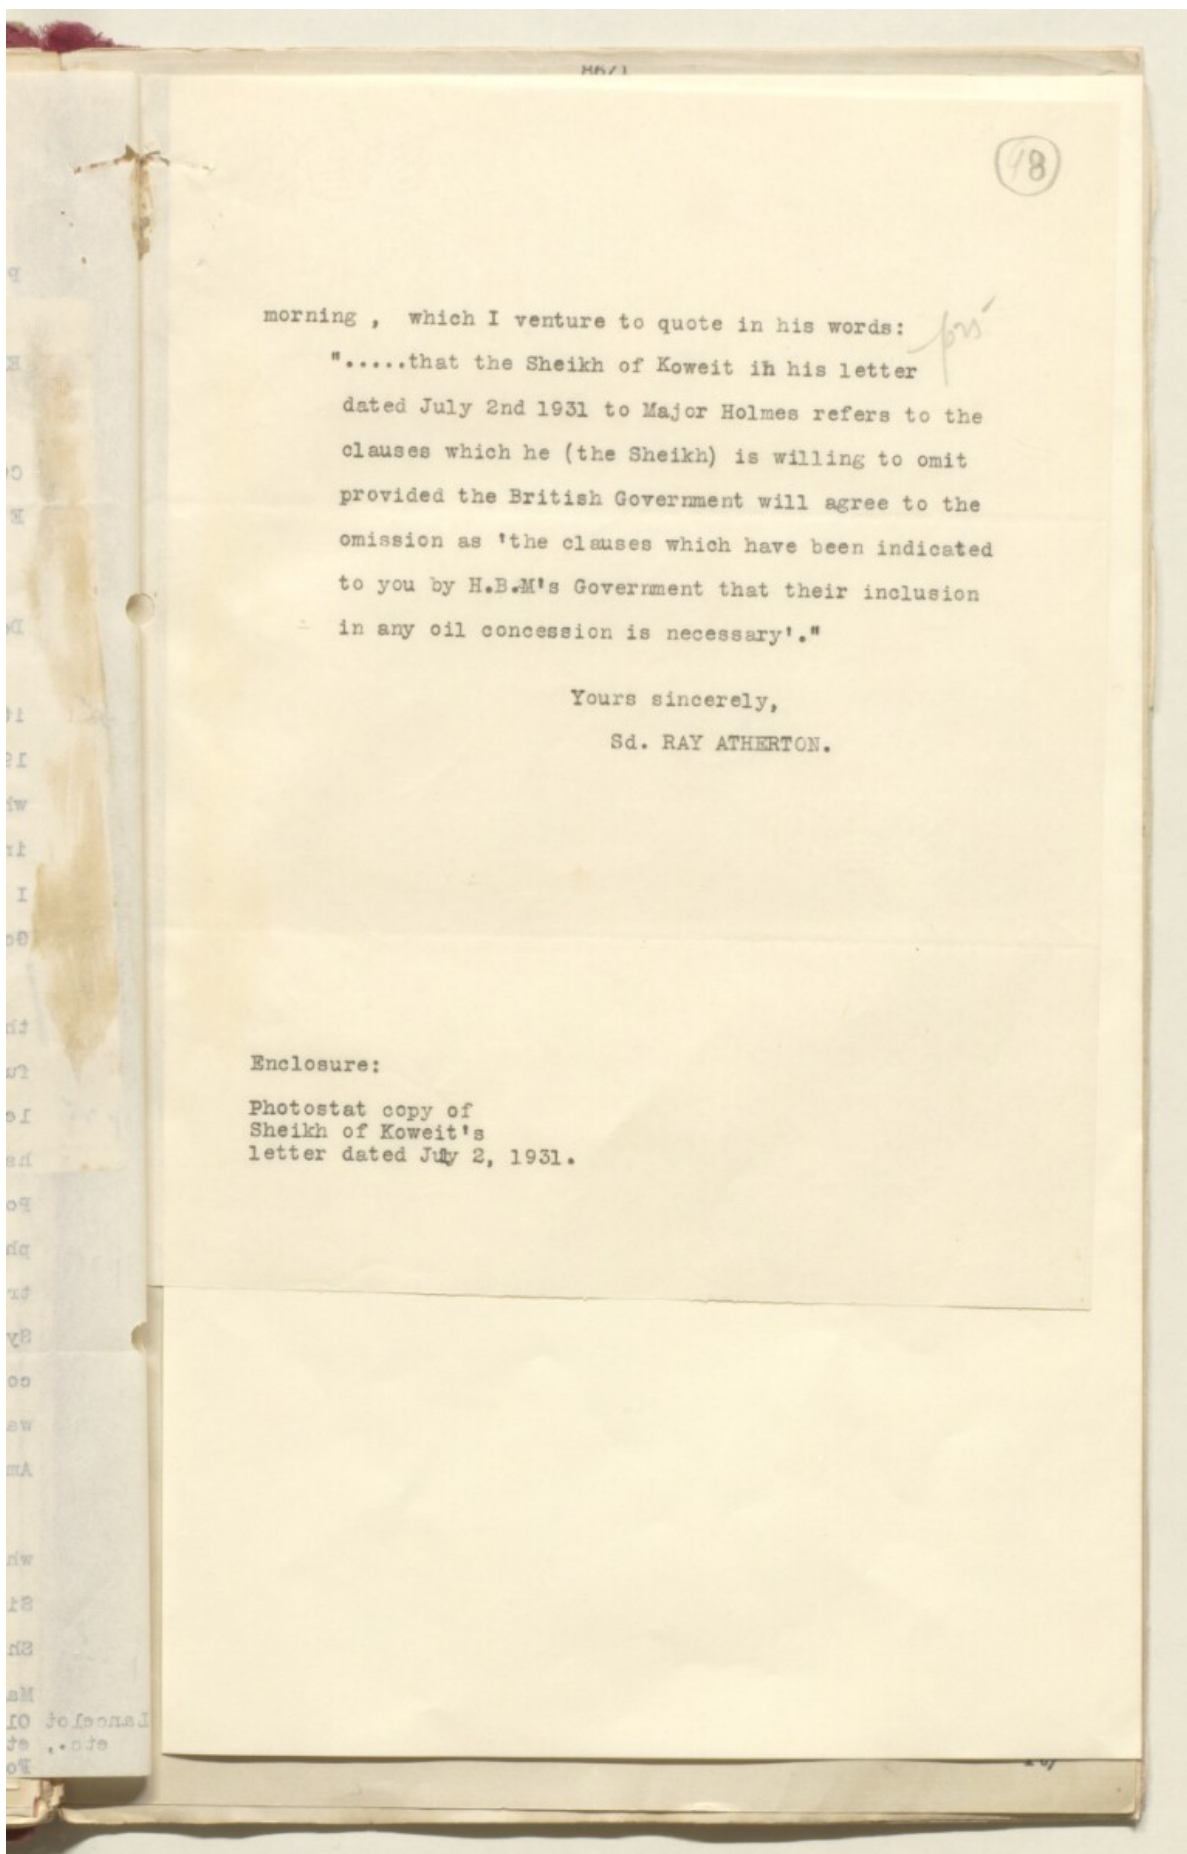 morning , which I venture to quote in his words:
".....that the Sheikh of Koweit in his letter
dated July 2nd 1931 to Major Holmes refers to the
clauses which he (the Sheikh) is willing to omit
provided the British Government will agree to the
omission as 'the clauses which have been indicated
to you by H.B.M's Government that their inclusion
in any oil concession is necessary'."
Yours sincerely,
Sd. RAY ATHERTON.
Enclosure:
Photostat copy of
Sheikh of Koweit's
letter dated July 2, 1931.
Lancelot
etc.,